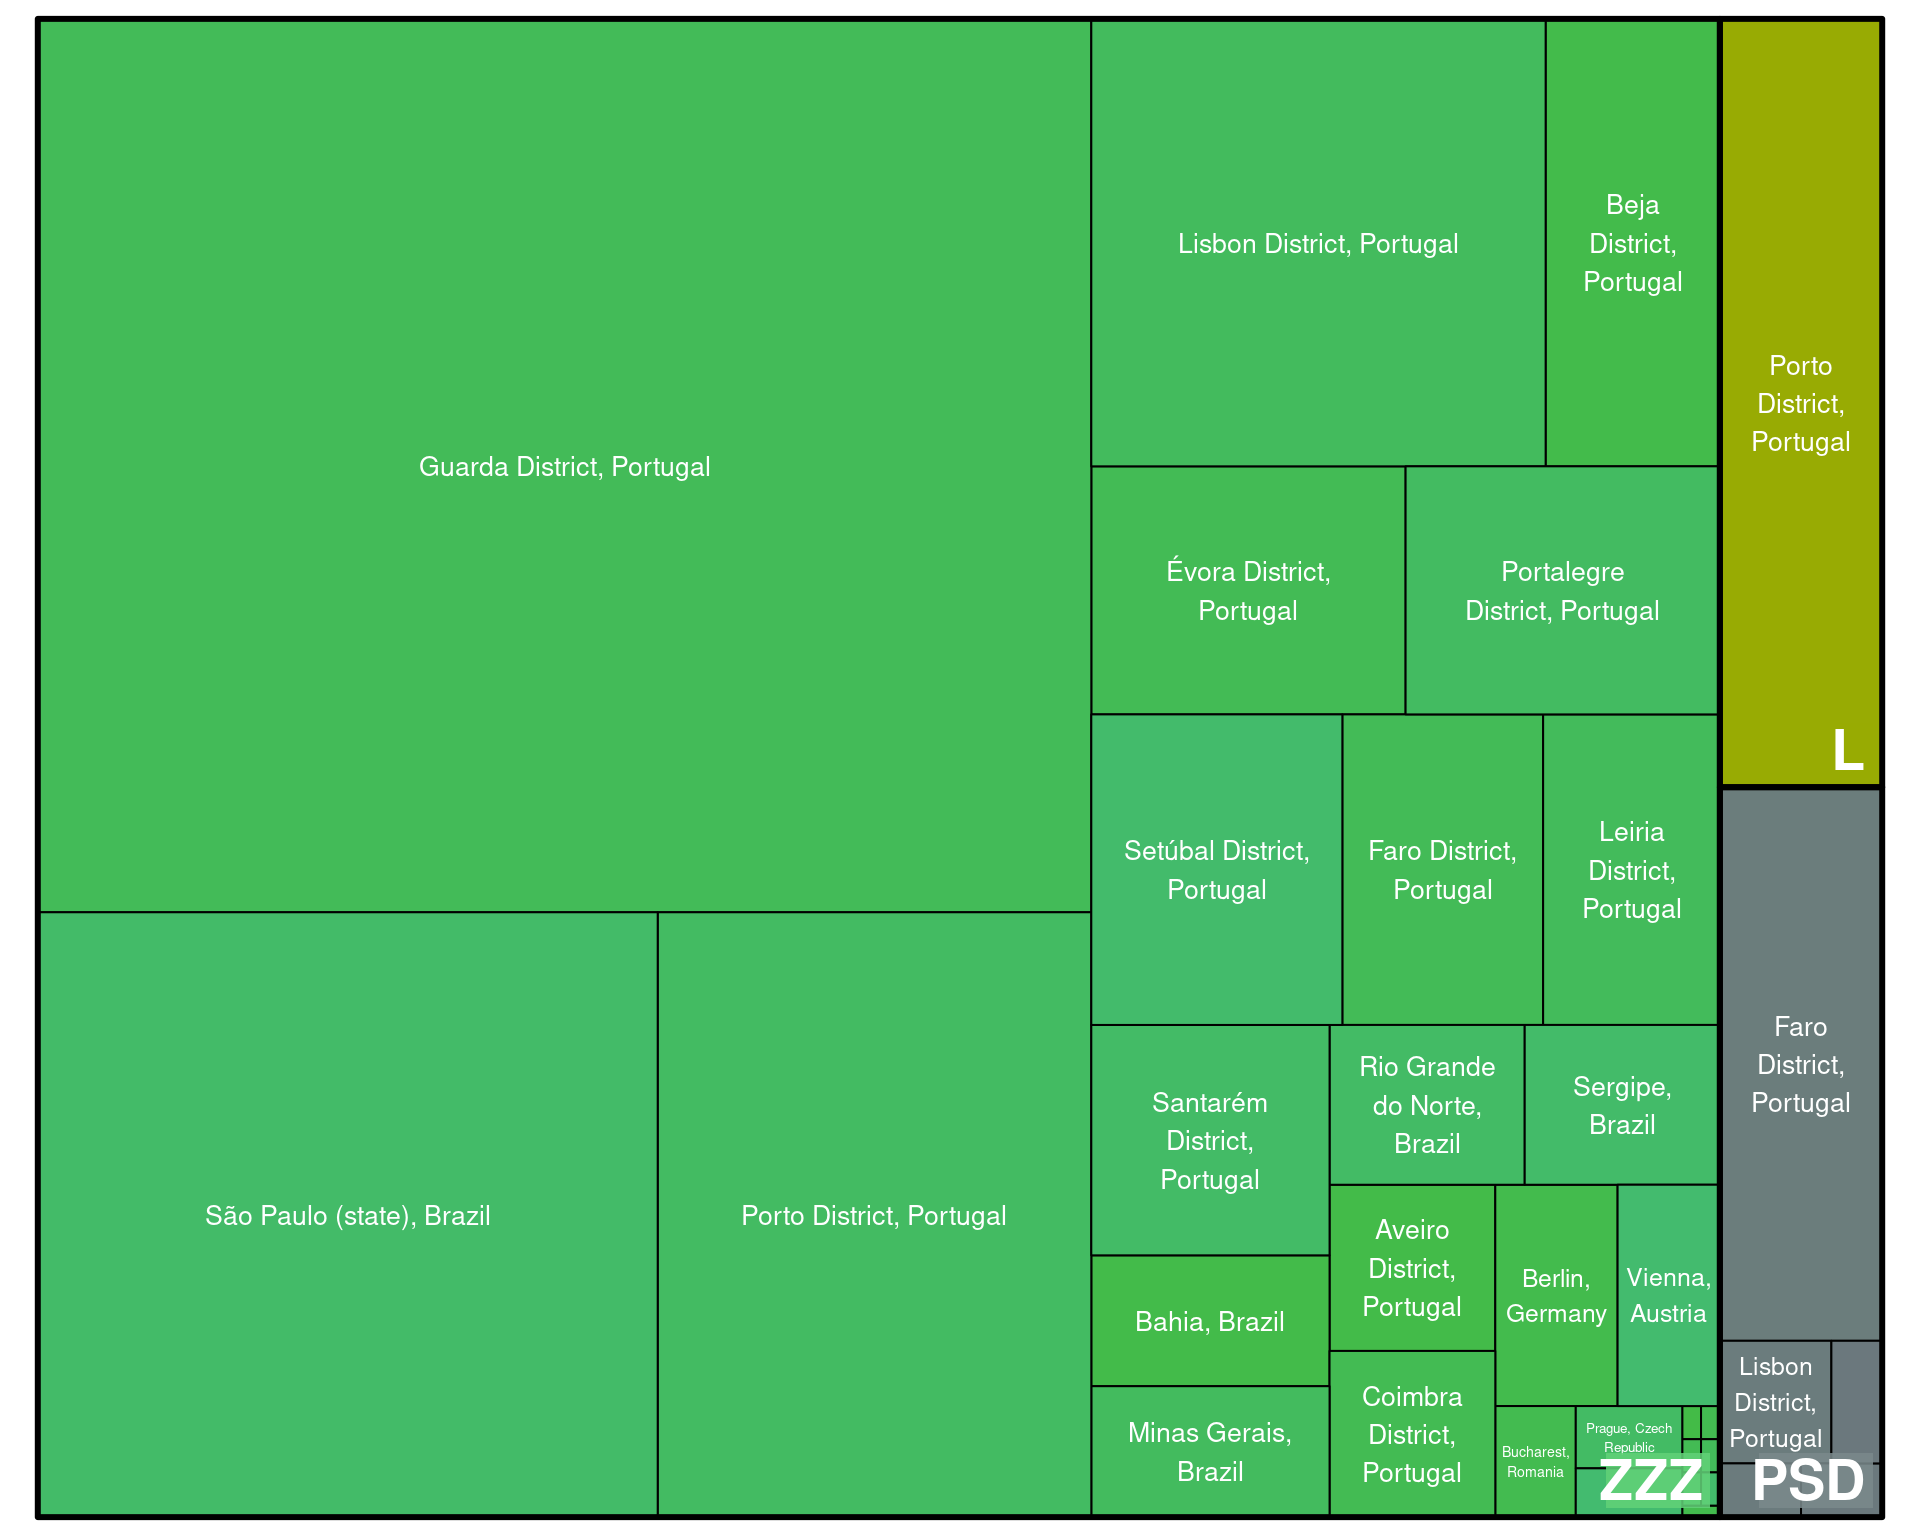 Guarda District, Portugal
Lisbon District, Portugal
Beja
District,
Portugal
Porto
District,
Portugal
L
Évora District,
Portugal
Portalegre
District, Portugal
Setúbal District,
Portugal
Faro District,
Portugal
Leiria
District,
Portugal
Faro
District,
Portugal
São Paulo (state), Brazil
Porto District, Portugal
Santarém
District,
Portugal
Rio Grande
do Norte,
Brazil
Sergipe,
Brazil
Bahia, Brazil
Aveiro
District,
Portugal
Berlin,
Germany
Vienna,
Austria
Minas Gerais,
Brazil
Coimbra
District,
Portugal
Bucharest,
Romania
Prague, Czech
Republic
ZZZ
Lisbon
District,
Portugal
PSD